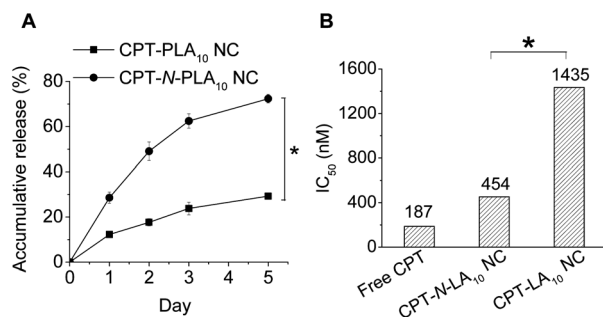 A
CPT-PLA₁₀ NC
CPT-N-PLA₁₀ NC
Accumulative release (%)
80
60
40
20
0
0 1 2 3 4 5
Day
*
B
*
IC₅₀ (nM)
1600
1200
800
400
0
187
454
1435
Free CPT
CPT-N-LA₁₀ NC
CPT-LA₁₀ NC